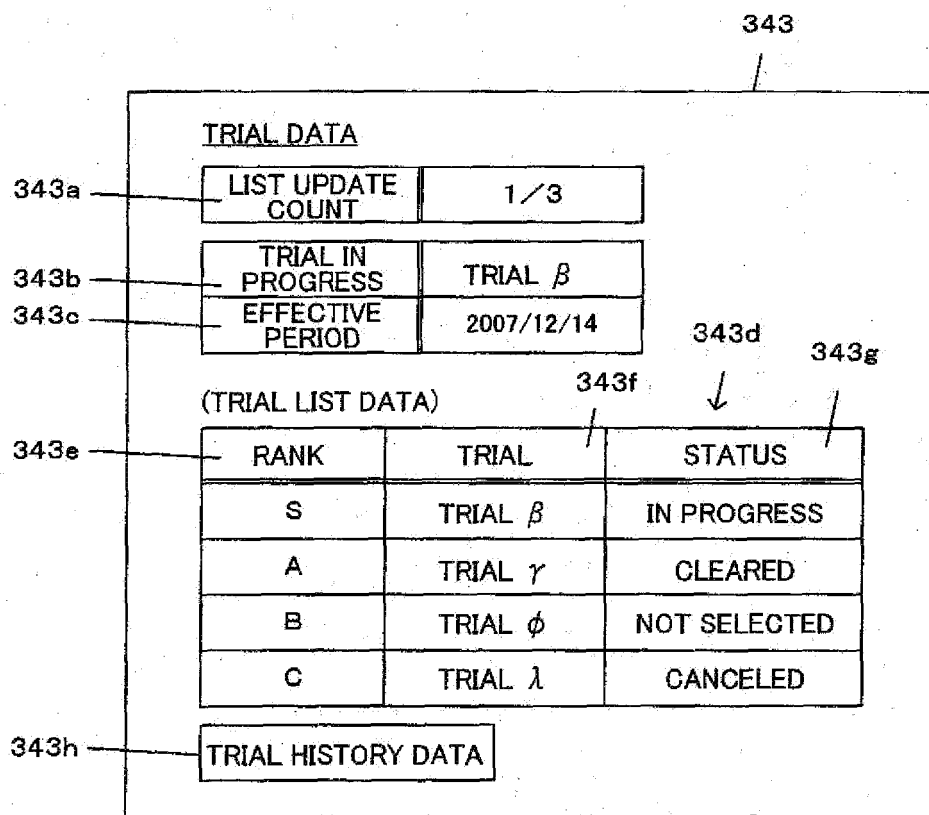 343
TRIAL DATA
343a
LIST UPDATE
COUNT
1/3
343b
TRIAL IN
PROGRESS
TRIAL β
343c
EFFECTIVE
PERIOD
2007/12/14
343d
343g
343f
(TRIAL LIST DATA)
343e
RANK TRIAL STATUS
S TRIAL β IN PROGRESS
A TRIAL γ CLEARED
B TRIAL ϕ NOT SELECTED
C TRIAL λ CANCELED
343h
TRIAL HISTORY DATA